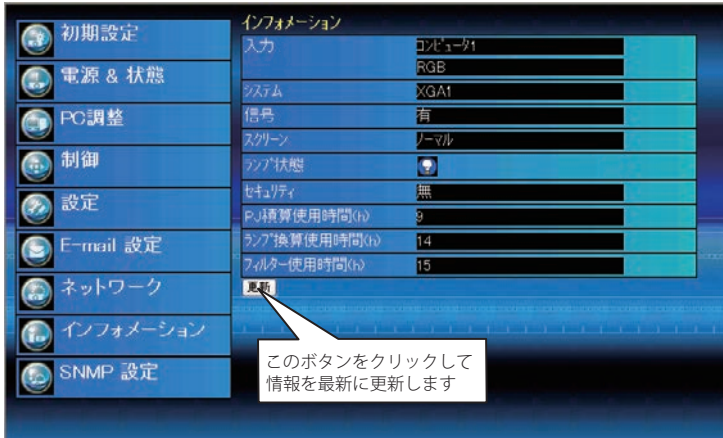 初期設定
電源 & 状態
PC調整
制御
設定
E-mail 設定
ネットワーク
インフォメーション
SNMP 設定
インフォメーション
入力 コンピュータ1
RGB
システム XGA1
信号 有
スクリーン ノーマル
ランプ状態
セキュリティ 無
PJ積算使用時間(h) 9
ランプ換算使用時間(h) 14
フィルター使用時間(h) 15
更新
このボタンをクリックして
情報を最新に更新します